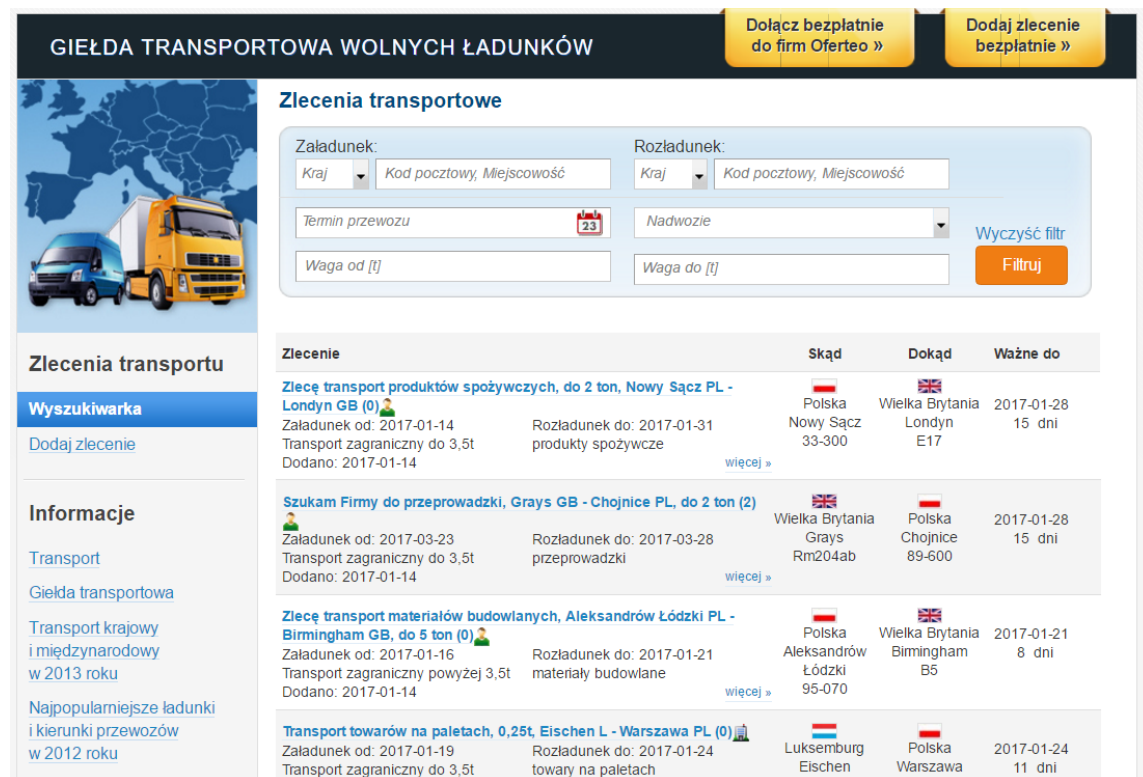 GIEŁDA TRANSPORTOWA WOLNYCH ŁADUNKÓW
Dołącz bezpłatnie
do firm Oferteo »
Dodaj zlecenie
bezpłatnie »
Zlecenia transportowe
Załadunek:
Rozładunek:
Kraj
Kod pocztowy, Miejscowość
Kraj
Kod pocztowy, Miejscowość
Termin przewozu
23
Nadwozie
Wyczyść filtr
Waga od [t]
Waga do [t]
Filtruj
Zlecenia transportu
Wyszukiwarka
Dodaj zlecenie
Informacje
Transport
Giełda transportowa
Transport krajowy
i międzynarodowy
w 2013 roku
Najpopularniejsze ładunki
i kierunki przewozów
w 2012 roku
Zlecenie Skąd Dokąd Ważne do
Zlecę transport produktów spożywczych, do 2 ton, Nowy Sącz PL -
Londyn GB (0)
Załadunek od: 2017-01-14 Rozładunek do: 2017-01-31
Transport zagraniczny do 3,5t produkty spożywcze
Dodano: 2017-01-14 więcej »
Polska
Nowy Sącz
33-300
Wielka Brytania
Londyn
E17
2017-01-28
15 dni
Szukam Firmy do przeprowadzki, Grays GB - Chojnice PL, do 2 ton (2)
Załadunek od: 2017-03-23 Rozładunek do: 2017-03-28
Transport zagraniczny do 3,5t przeprowadzki
Dodano: 2017-01-14 więcej »
Wielka Brytania
Grays
Rm204ab
Polska
Chojnice
89-600
2017-01-28
15 dni
Zlecę transport materiałów budowlanych, Aleksandrów Łódzki PL -
Birmingham GB, do 5 ton (0)
Załadunek od: 2017-01-16 Rozładunek do: 2017-01-21
Transport zagraniczny powyżej 3,5t materiały budowlane
Dodano: 2017-01-14 więcej »
Polska
Aleksandrów
Łódzki
95-070
Wielka Brytania
Birmingham
B5
2017-01-21
8 dni
Transport towarów na paletach, 0,25t, Eischen L - Warszawa PL (0)
Załadunek od: 2017-01-19 Rozładunek do: 2017-01-24
Transport zagraniczny do 3,5t towary na paletach
Luksemburg
Eischen
Polska
Warszawa
2017-01-24
11 dni